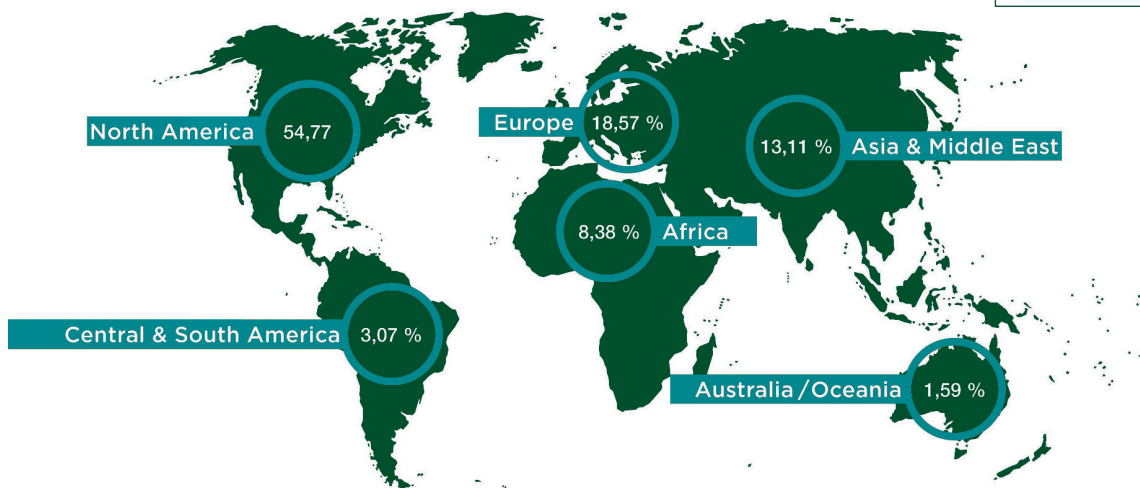 North America 54,77
Europe 18,57 %
13,11 % Asia & Middle East
8,38 % Africa
Central & South America 3,07 %
Australia/Oceania 1,59 %